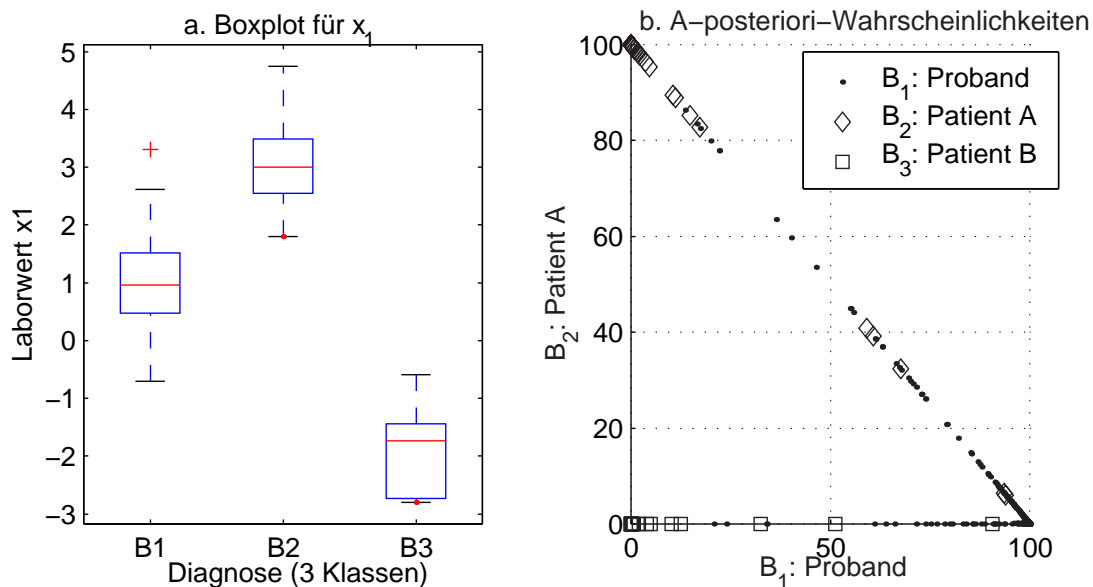 a. Boxplot für x1
5
4
3
2
1
0
−1
−2
−3
Laborwert x1
B1 B2 B3
Diagnose (3 Klassen)
b. A−posteriori−Wahrscheinlichkeiten
100
80
60
40
20
0
B2: Patient A
B1: Proband
B2: Patient A
B3: Patient B
0 50 100
B1: Proband